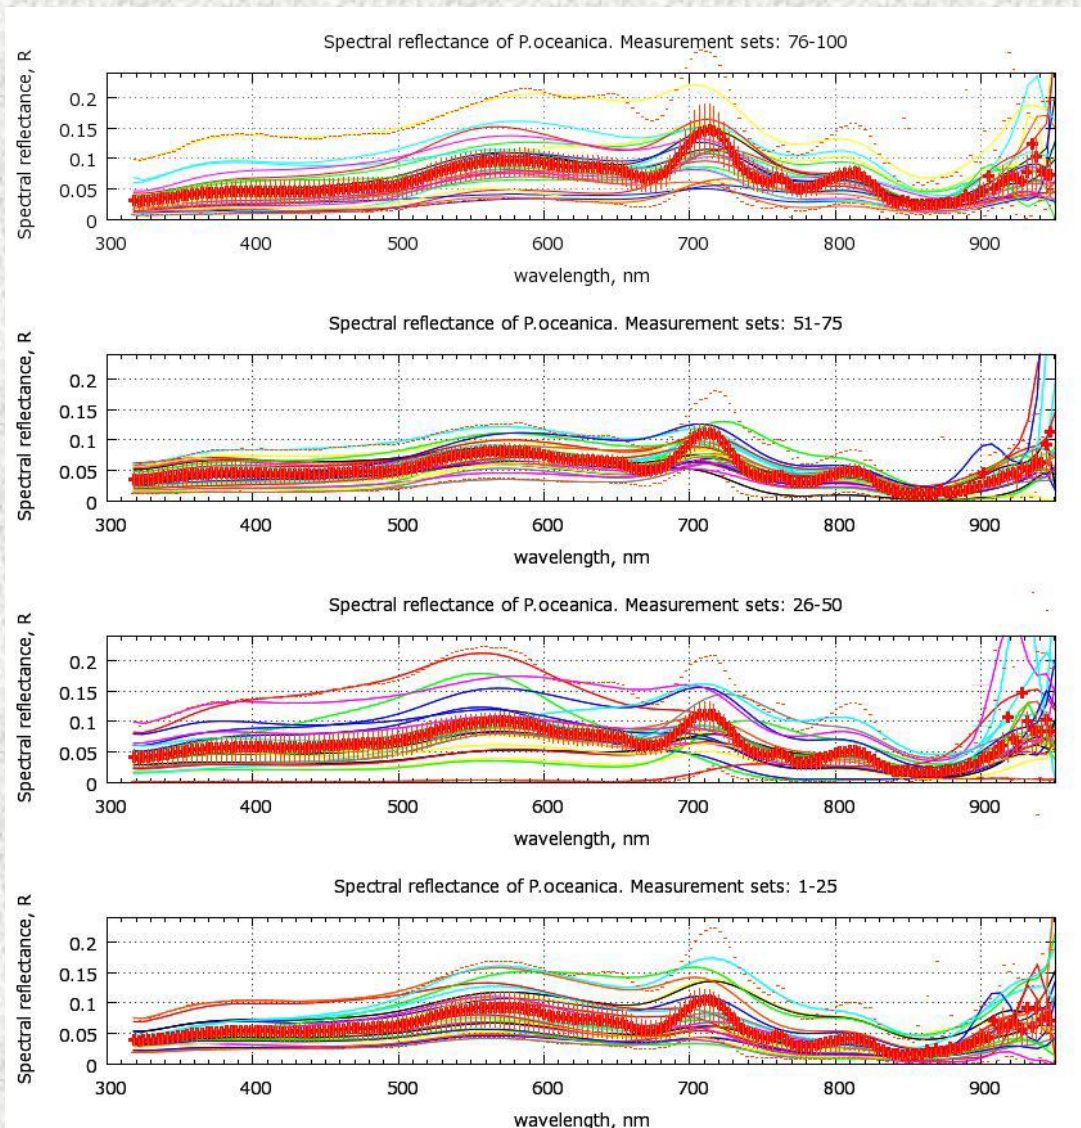 Spectral reflectance of P.oceanica. Measurement sets: 76-100
Spectral reflectance, R
0.2
0.15
0.1
0.05
0
300 400 500 600 700 800 900
wavelength, nm
Spectral reflectance of P.oceanica. Measurement sets: 51-75
Spectral reflectance, R
0.2
0.15
0.1
0.05
0
300 400 500 600 700 800 900
wavelength, nm
Spectral reflectance of P.oceanica. Measurement sets: 26-50
Spectral reflectance, R
0.2
0.15
0.1
0.05
0
300 400 500 600 700 800 900
wavelength, nm
Spectral reflectance of P.oceanica. Measurement sets: 1-25
Spectral reflectance, R
0.2
0.15
0.1
0.05
0
300 400 500 600 700 800 900
wavelength, nm